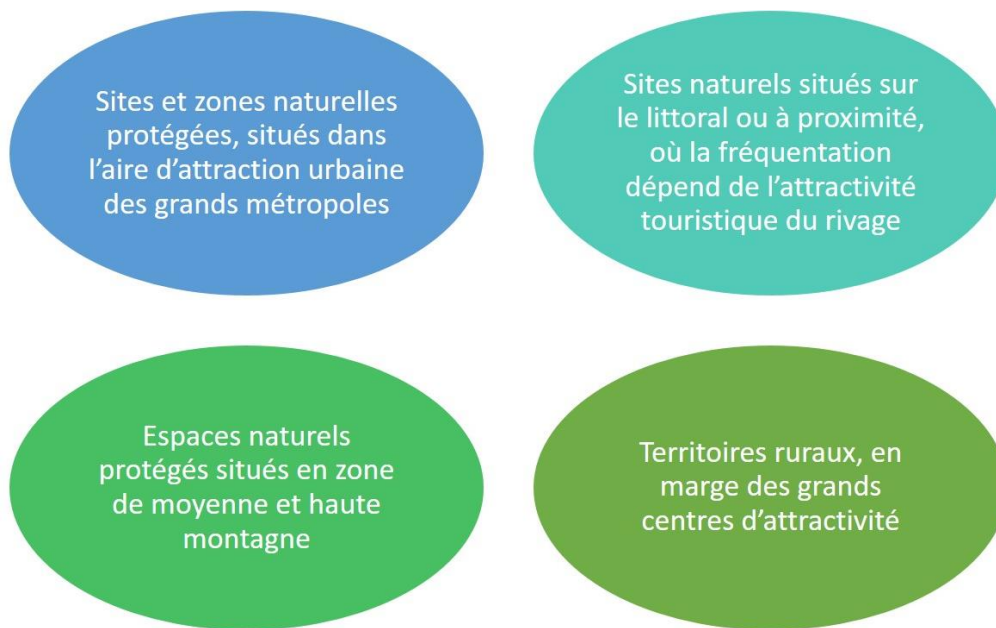 Sites et zones naturelles
protégées, situés dans
l’aire d’attraction urbaine
des grands métropoles
Sites naturels situés sur
le littoral ou à proximité,
où la fréquentation
dépend de l’attractivité
touristique du rivage
Espaces naturels
protégés situés en zone
de moyenne et haute
montagne
Territoires ruraux, en
marge des grands
centres d’attractivité